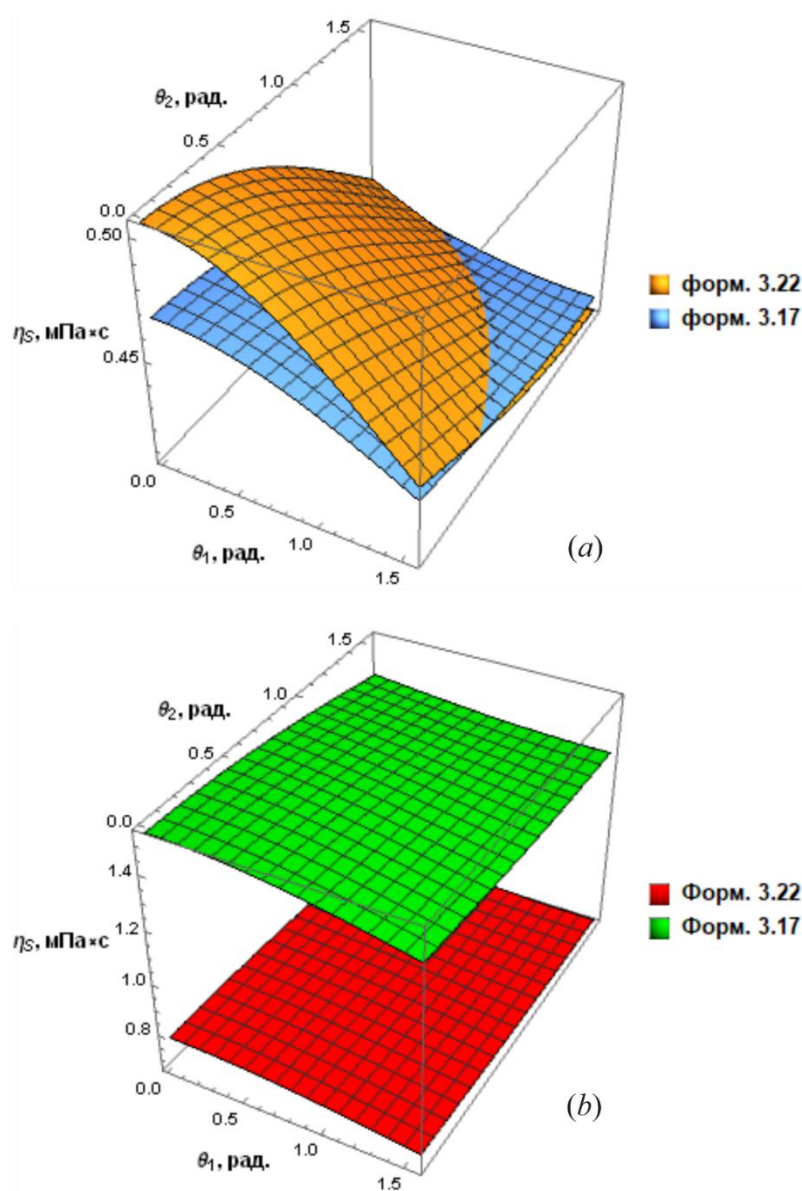 1.5
1.0
θ₂, рад.
0.5
0.0
0.50
форм. 3.22
форм. 3.17
ηₛ, мПа×с
0.45
0.0
0.5
1.0
1.5
θ₁, рад.
(a)
1.5
1.0
θ₂, рад.
0.5
0.0
1.4
Форм. 3.22
Форм. 3.17
1.2
ηₛ, мПа×с
1.0
0.8
0.0
0.5
1.0
1.5
θ₁, рад.
(b)